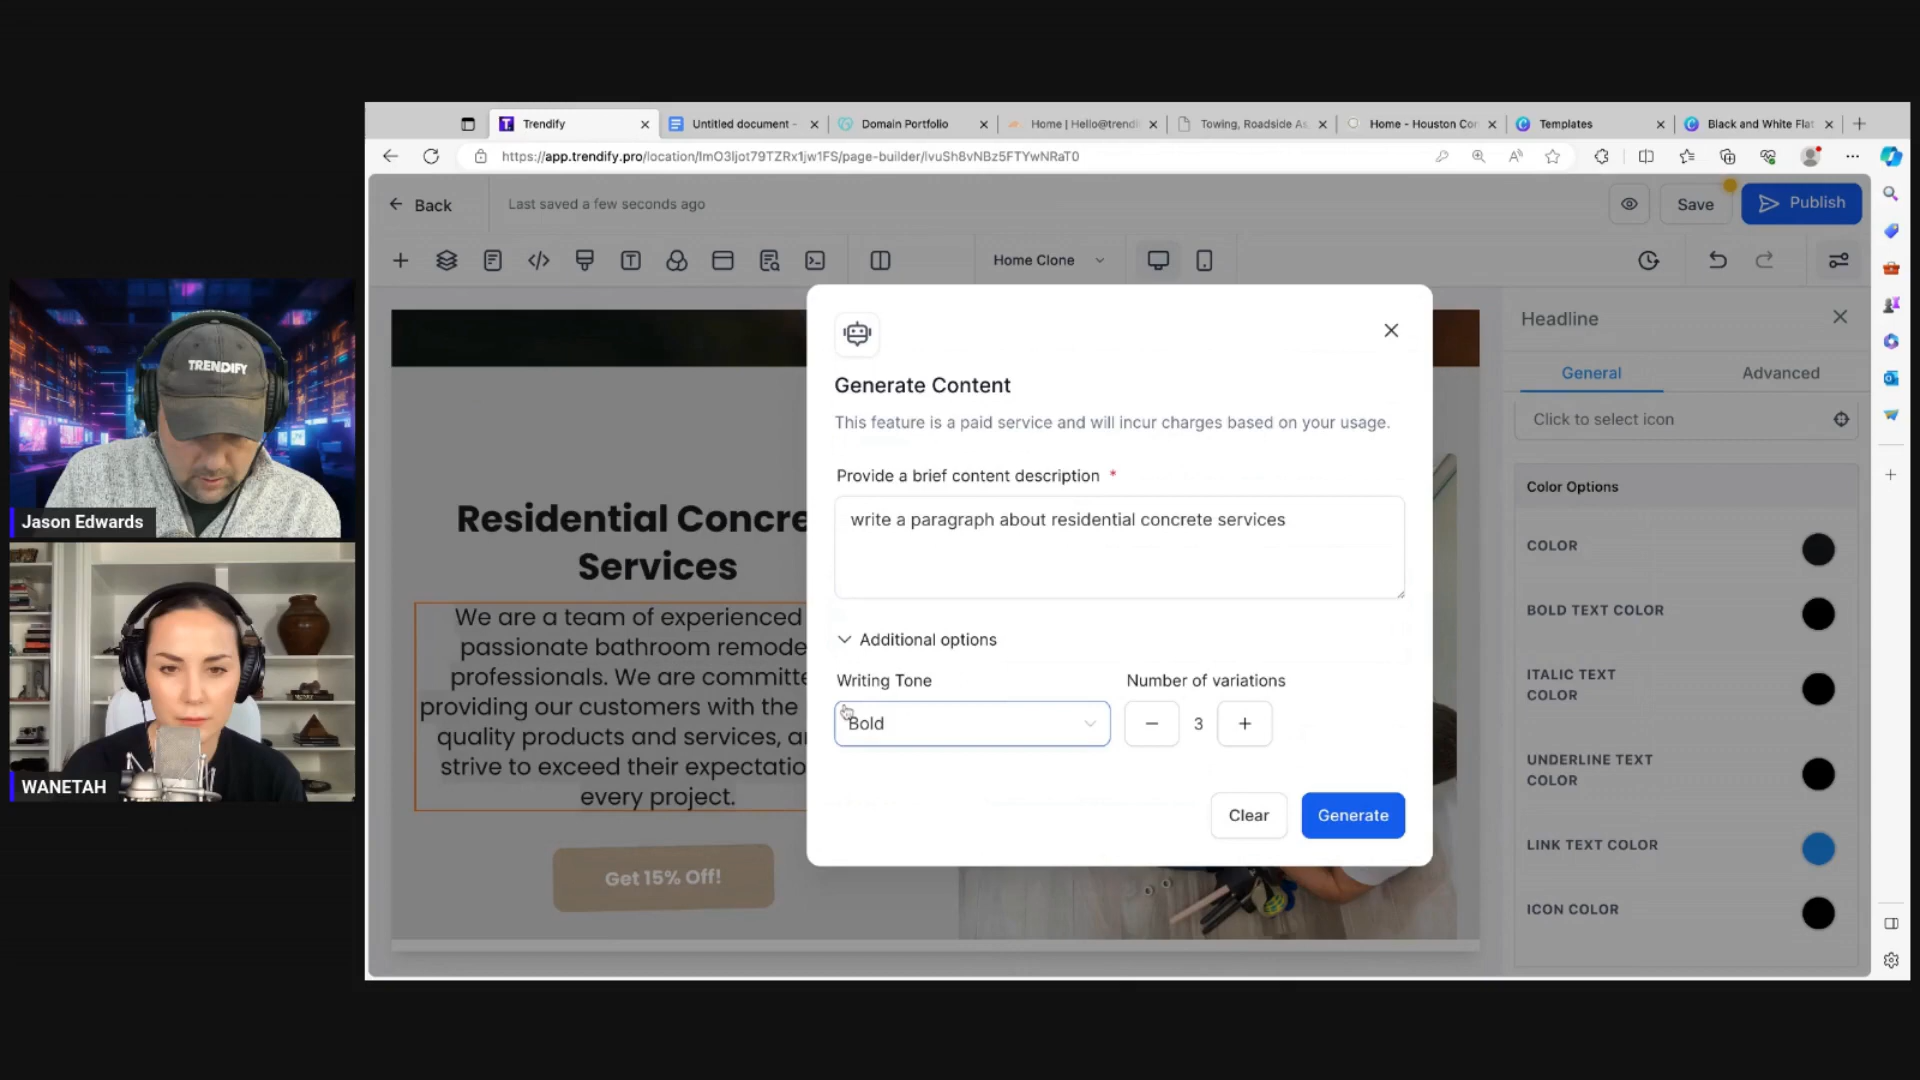 Trendify
Untitled document -
Domain Portfolio
Home | Hello@trendi
Towing, Roadside As
Home - Houston Con
Templates
Black and White Flat
https://app.trendify.pro/location/ImO3Ijot79TZRx1jw1FS/page-builder/lvuSh8vNBz5FTYwNRaT0
Back
Last saved a few seconds ago
Save
Publish
Home Clone
Headline
General
Advanced
Click to select icon
Color Options
COLOR
BOLD TEXT COLOR
ITALIC TEXT
COLOR
UNDERLINE TEXT
COLOR
LINK TEXT COLOR
ICON COLOR
Generate Content
This feature is a paid service and will incur charges based on your usage.
Provide a brief content description *
write a paragraph about residential concrete services
Additional options
Writing Tone
Number of variations
Bold
3
Clear
Generate
Residential Concre
Services
We are a team of experienced
passionate bathroom remode
professionals. We are committe
providing our customers with the
quality products and services, a
strive to exceed their expectatio
every project.
Get 15% Off!
TRENDIFY
Jason Edwards
WANETAH